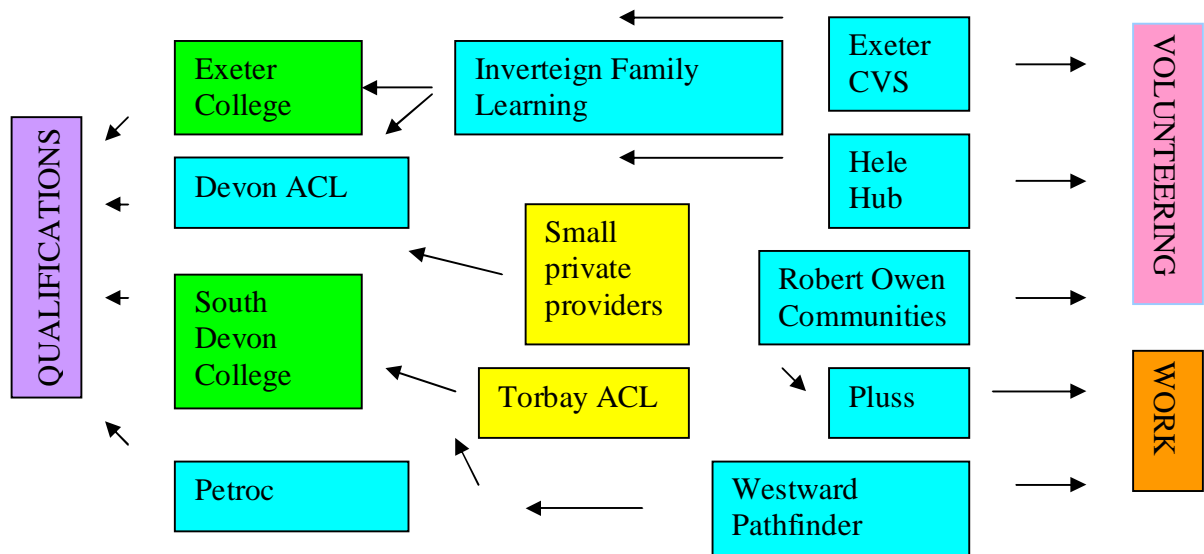 QUALIFICATIONS
Exeter
College
Devon ACL
South
Devon
College
Petroc
Inverteign Family
Learning
Small
private
providers
Torbay ACL
Exeter
CVS
Hele
Hub
Robert Owen
Communities
Pluss
Westward
Pathfinder
VOLUNTEERING
WORK